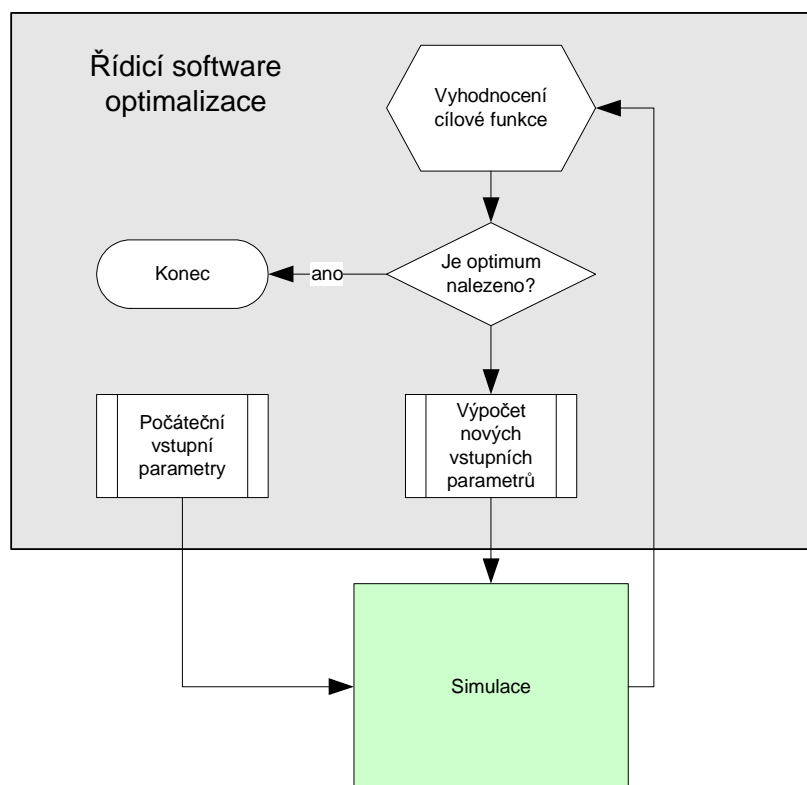 Řídicí software
optimalizace
Vyhodnocení
cílové funkce
Konec
ano
Je optimum
nalezeno?
Počáteční
vstupní
parametry
Výpočet
nových
vstupních
parametrů
Simulace